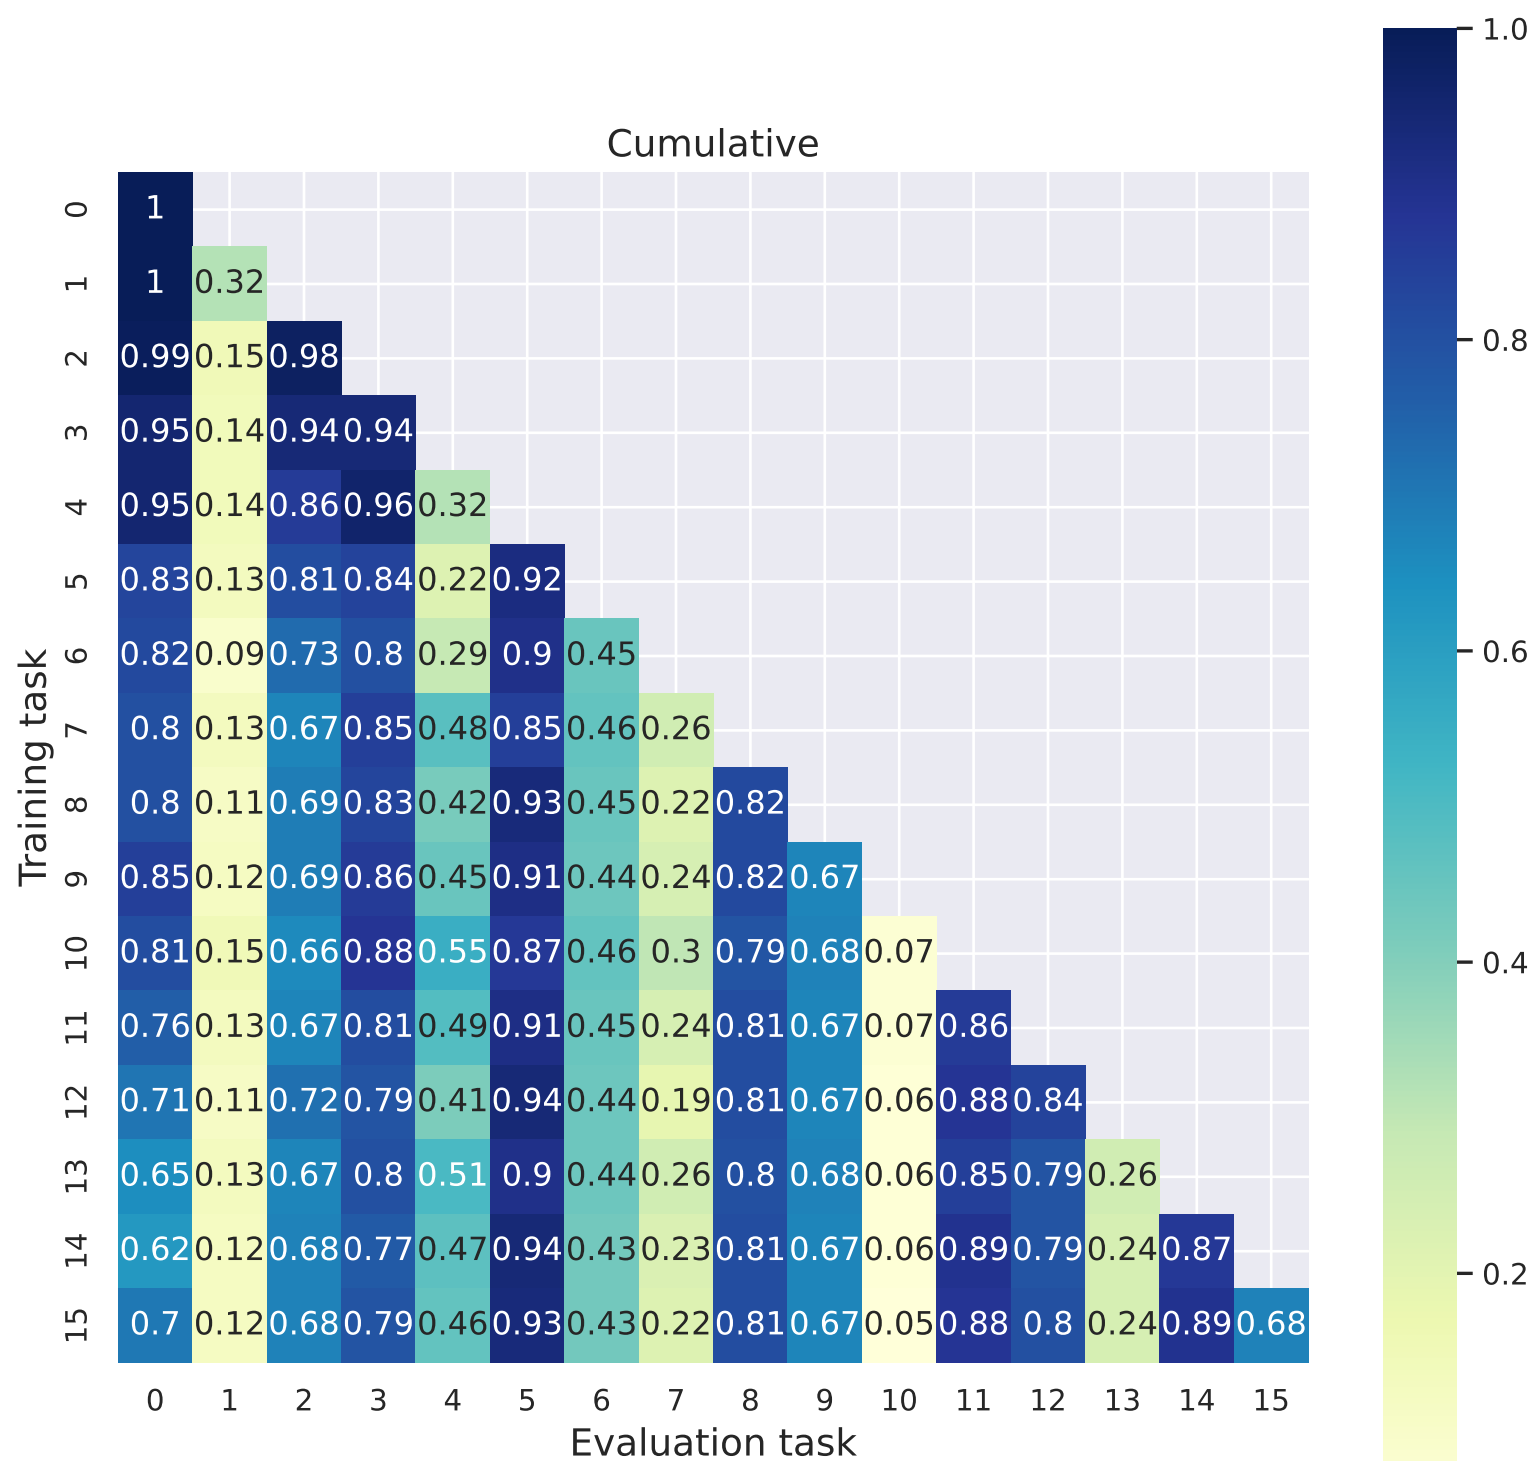 Cumulative
0 1
1 1 0.32
2 0.99 0.15 0.98
3 0.95 0.14 0.94 0.94
4 0.95 0.14 0.86 0.96 0.32
5 0.83 0.13 0.81 0.84 0.22 0.92
6 0.82 0.09 0.73 0.8 0.29 0.9 0.45
7 0.8 0.13 0.67 0.85 0.48 0.85 0.46 0.26
8 0.8 0.11 0.69 0.83 0.42 0.93 0.45 0.22 0.82
9 0.85 0.12 0.69 0.86 0.45 0.91 0.44 0.24 0.82 0.67
10 0.81 0.15 0.66 0.88 0.55 0.87 0.46 0.3 0.79 0.68 0.07
11 0.76 0.13 0.67 0.81 0.49 0.91 0.45 0.24 0.81 0.67 0.07 0.86
12 0.71 0.11 0.72 0.79 0.41 0.94 0.44 0.19 0.81 0.67 0.06 0.88 0.84
13 0.65 0.13 0.67 0.8 0.51 0.9 0.44 0.26 0.8 0.68 0.06 0.85 0.79 0.26
14 0.62 0.12 0.68 0.77 0.47 0.94 0.43 0.23 0.81 0.67 0.06 0.89 0.79 0.24 0.87
15 0.7 0.12 0.68 0.79 0.46 0.93 0.43 0.22 0.81 0.67 0.05 0.88 0.8 0.24 0.89 0.68
0 1 2 3 4 5 6 7 8 9 10 11 12 13 14 15
Evaluation task
Training task
1.0
0.8
0.6
0.4
0.2